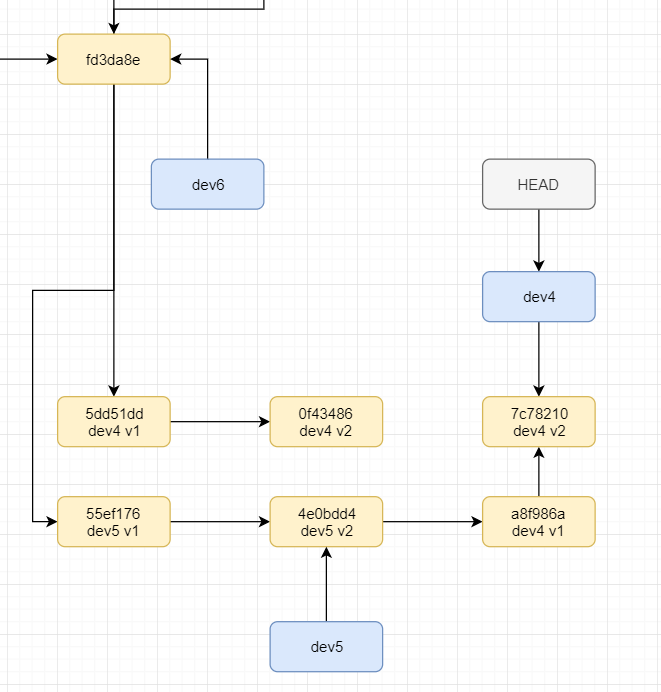 fd3da8e
dev6
HEAD
dev4
5dd51dd
dev4 v1
0f43486
dev4 v2
7c78210
dev4 v2
55ef176
dev5 v1
4e0bdd4
dev5 v2
a8f986a
dev4 v1
dev5